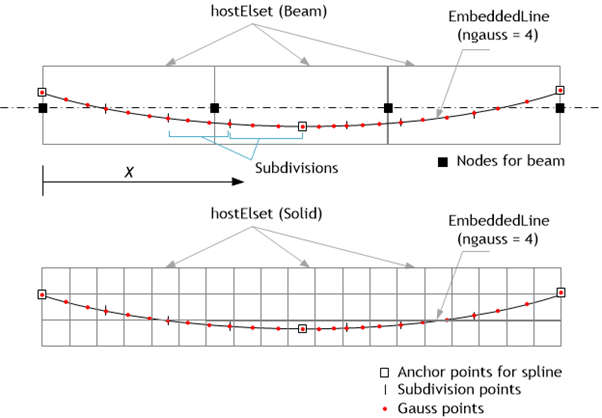 hostElset (Beam)
EmbeddedLine
(ngauss = 4)
Subdivisions
Nodes for beam
X
hostElset (Solid)
EmbeddedLine
(ngauss = 4)
Anchor points for spline
Subdivision points
Gauss points